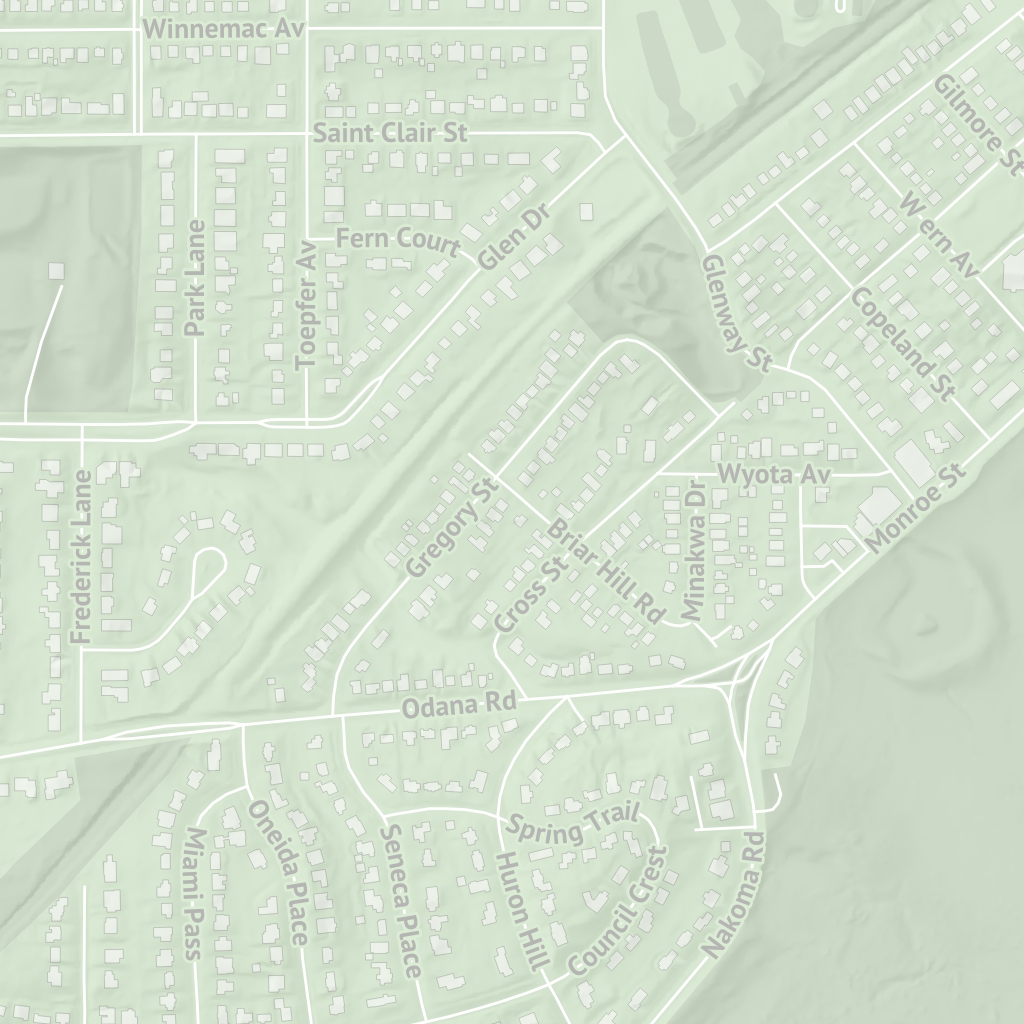 Winnemac Av
Saint Clair St
Gilmore St
Wern Av
Park Lane
Toepfer Av
Fern Court
Glen Dr
Glenway St
Copeland St
Frederick Lane
Gregory St
Wyota Av
Minakwa Dr
Monroe St
Briar Hill Rd
Cross St
Odana Rd
Miami Pass
Oneida Place
Seneca Place
Huron Hill
Spring Trail
Council Crest
Nakoma Rd